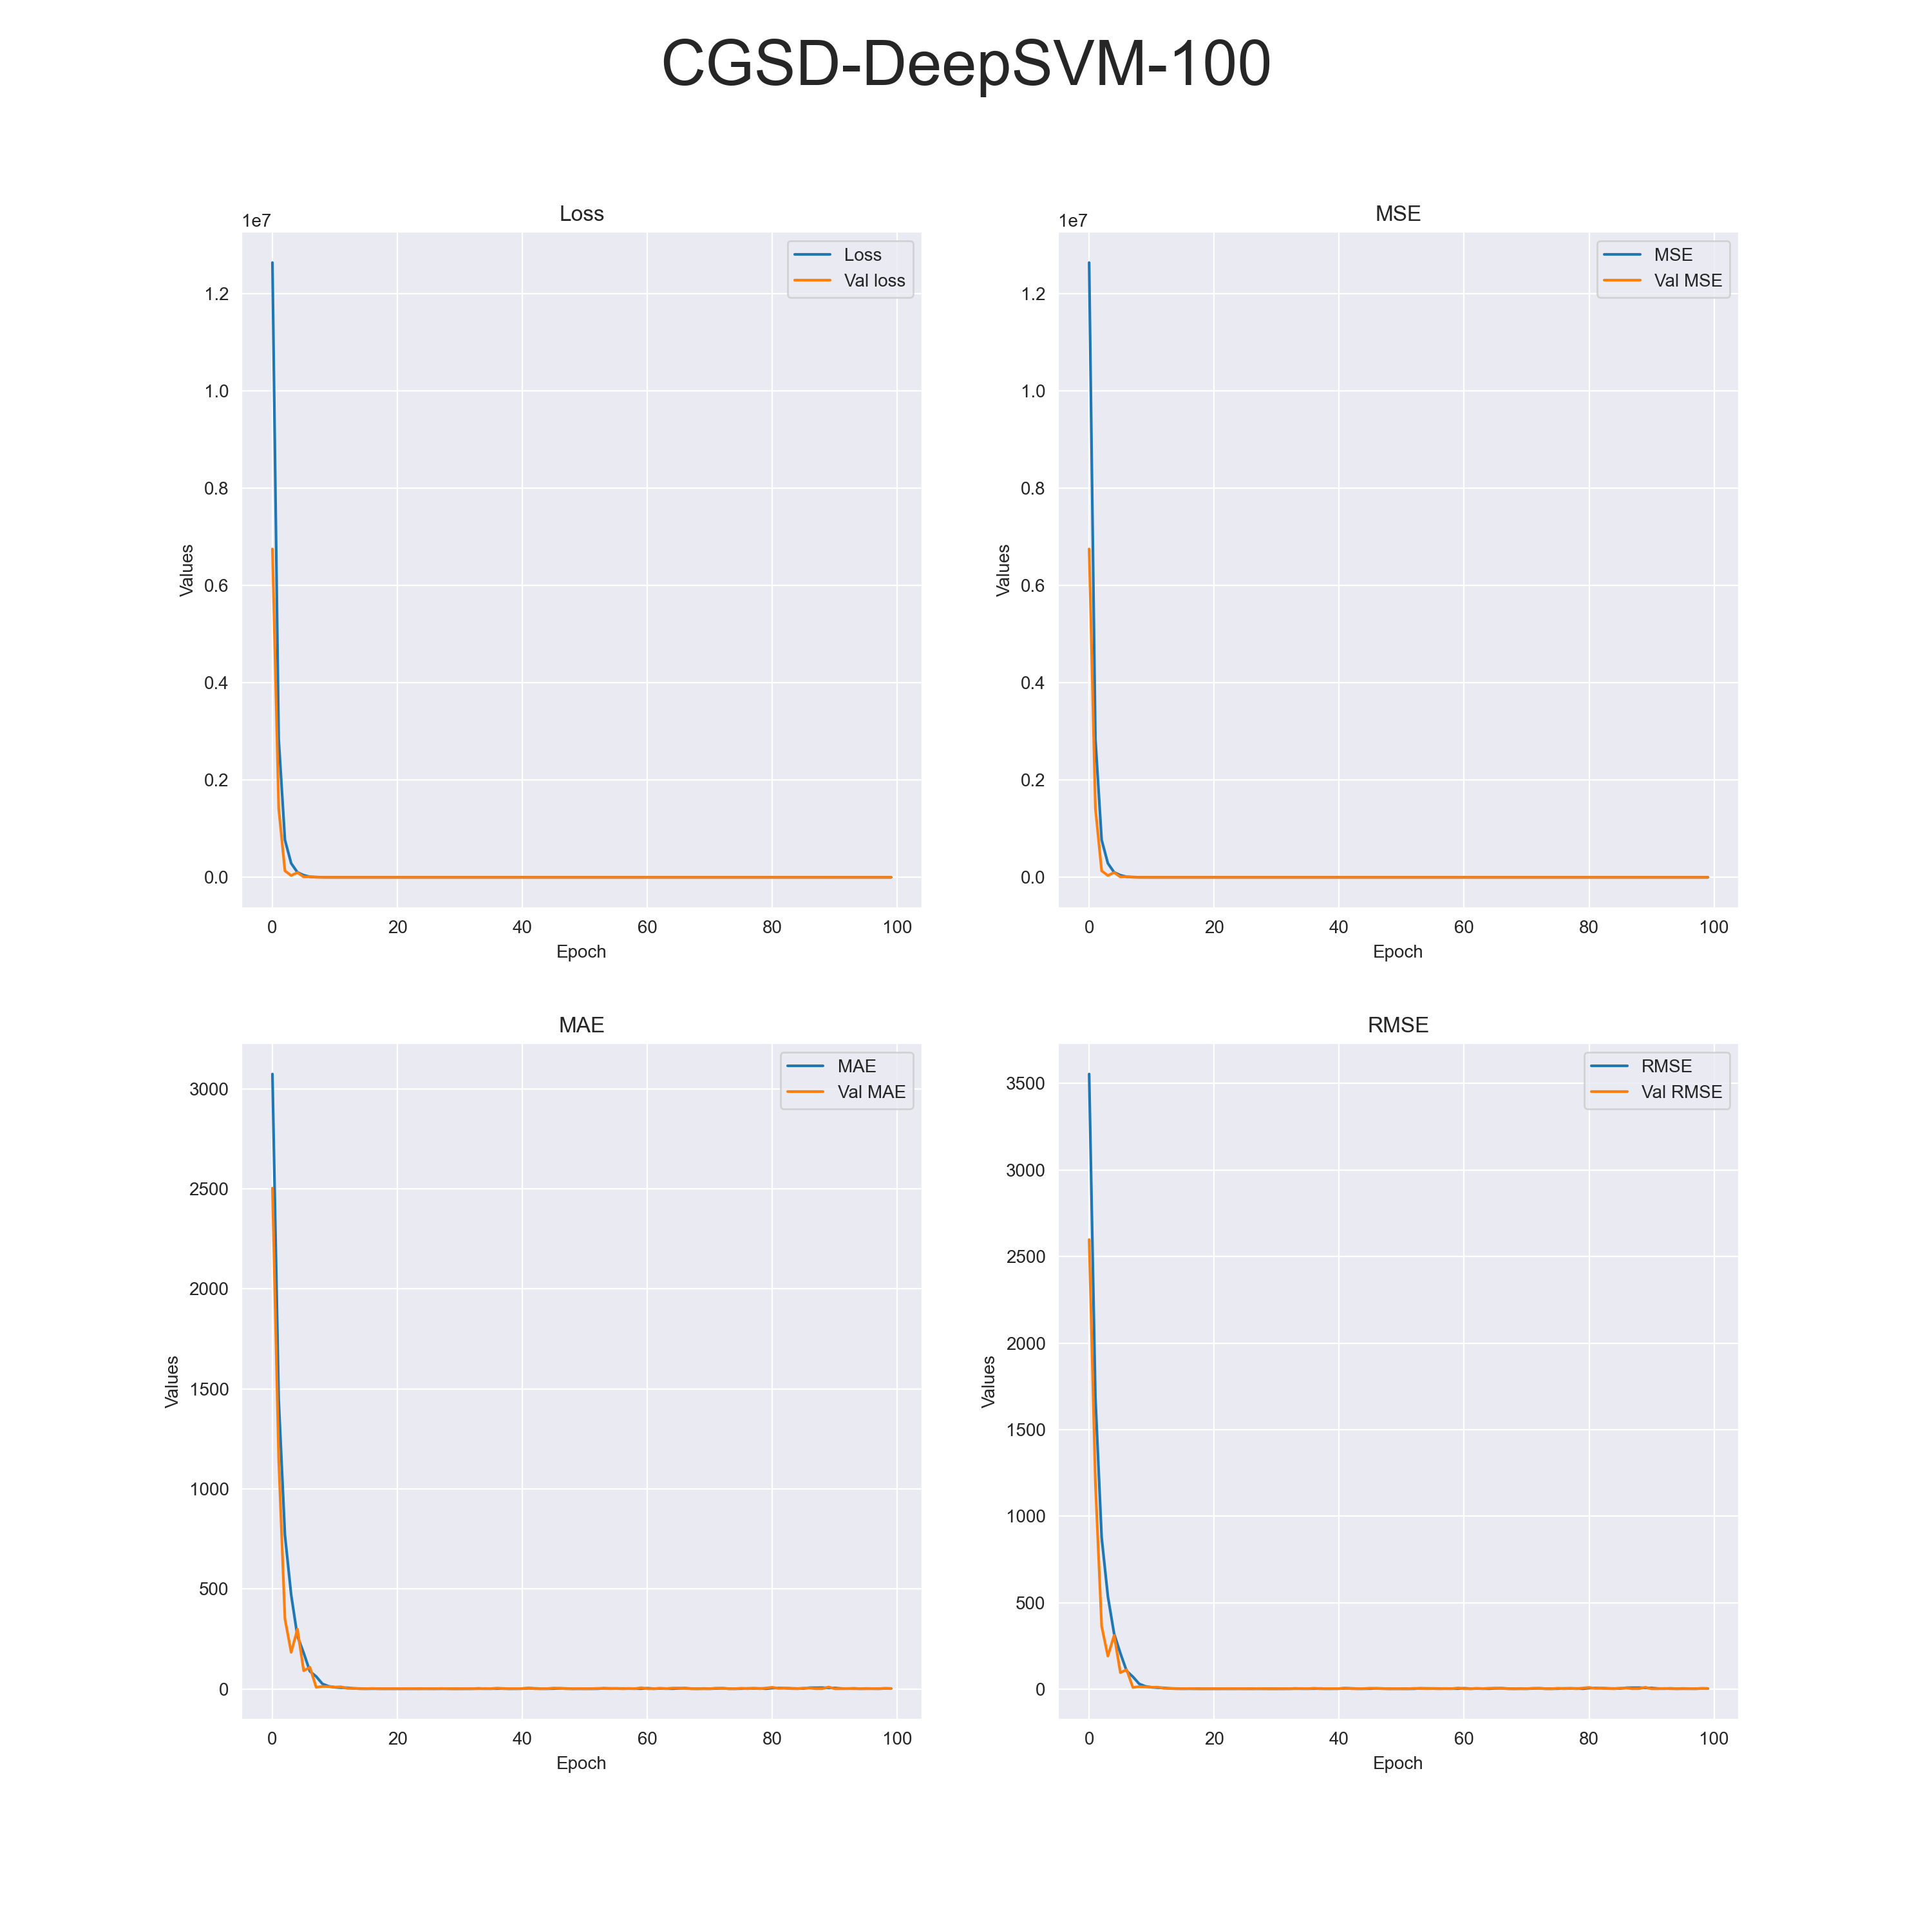 CGSD-DeepSVM-100
Loss
1e7
Loss
Val loss
1.2
1.0
0.8
0.6
0.4
0.2
0.0
Values
0 20 40 60 80 100
Epoch
MSE
1e7
MSE
Val MSE
1.2
1.0
0.8
0.6
0.4
0.2
0.0
Values
0 20 40 60 80 100
Epoch
MAE
MAE
Val MAE
3000
2500
2000
1500
1000
500
0
Values
0 20 40 60 80 100
Epoch
RMSE
RMSE
Val RMSE
3500
3000
2500
2000
1500
1000
500
0
Values
0 20 40 60 80 100
Epoch